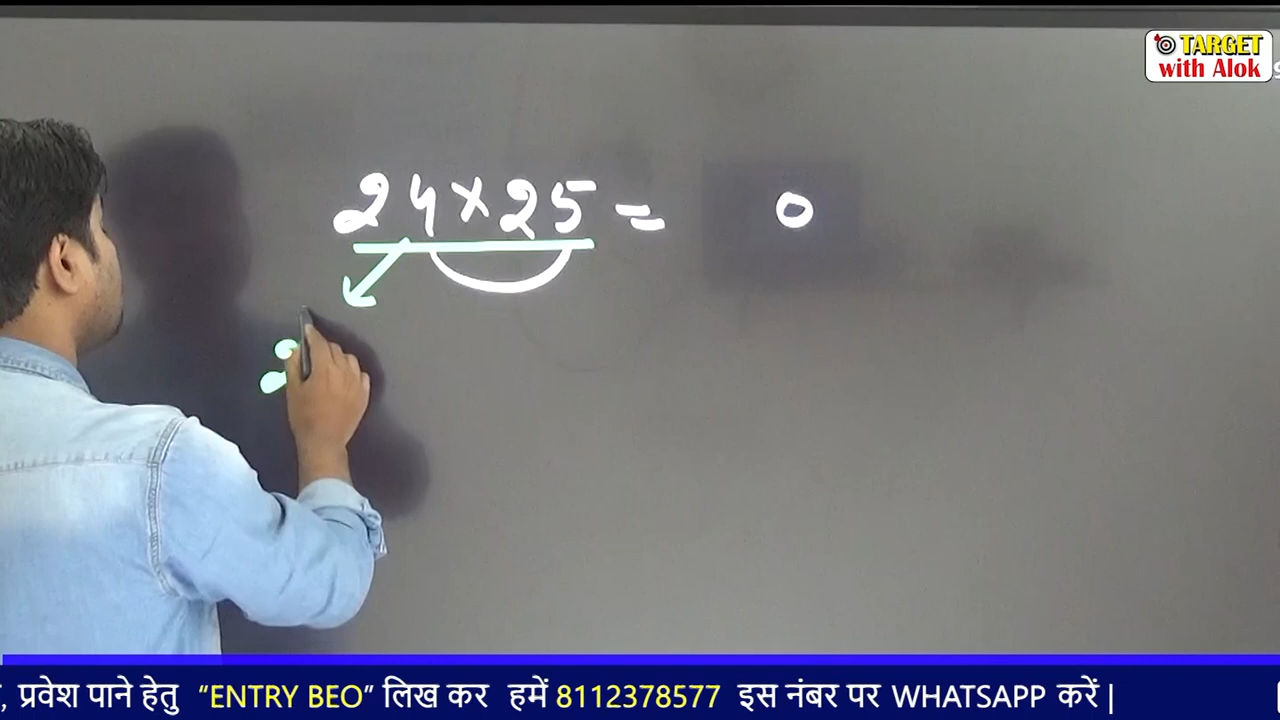 TARGET
with Alok
24×25= 0
प्रवेश पाने हेतु “ENTRY BEO” लिख कर हमें 8112378577 इस नंबर पर WHATSAPP करें |